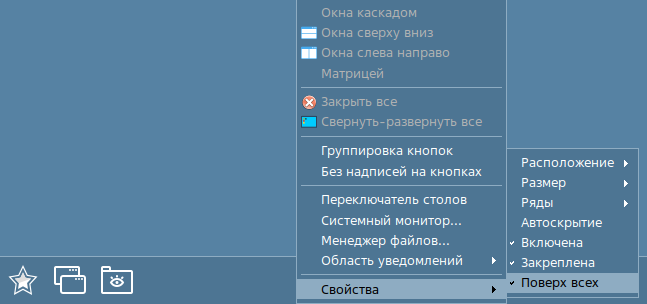 Окна каскадом
Окна сверху вниз
Окна слева направо
Матрицей
Закрыть все
Свернуть-развернуть все
Группировка кнопок
Без надписей на кнопках
Переключатель столов
Системный монитор...
Менеджер файлов...
Область уведомлений
Свойства
Расположение
Размер
Ряды
Автоскрытие
Включена
Закреплена
Поверх всех